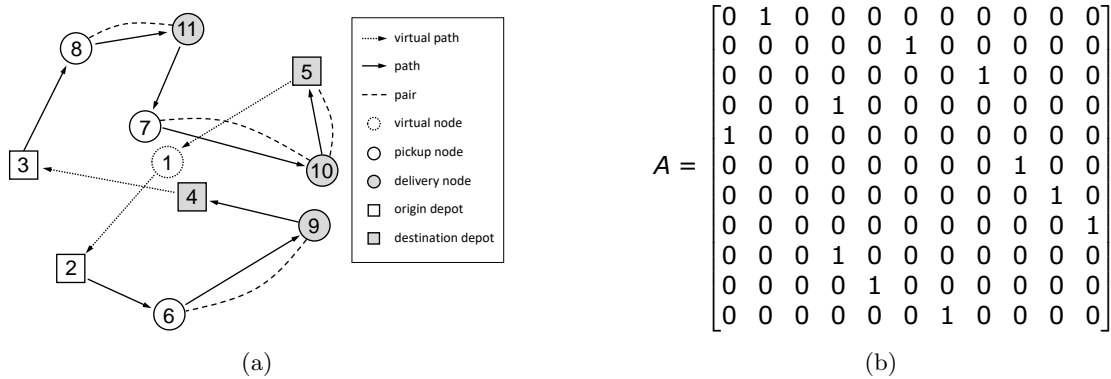 11
8
5
7
1
10
3
4
9
2
6
virtual path
path
pair
virtual node
pickup node
delivery node
origin depot
destination depot
(a)
0 1 0 0 0 0 0 0 0 0 0
0 0 0 0 0 1 0 0 0 0 0
0 0 0 0 0 0 0 1 0 0 0
0 0 0 1 0 0 0 0 0 0 0
1 0 0 0 0 0 0 0 0 0 0
A = 0 0 0 0 0 0 0 0 1 0 0
0 0 0 0 0 0 0 0 0 1 0
0 0 0 0 0 0 0 0 0 0 1
0 0 0 1 0 0 0 0 0 0 0
0 0 0 0 1 0 0 0 0 0 0
0 0 0 0 0 0 1 0 0 0 0
(b)